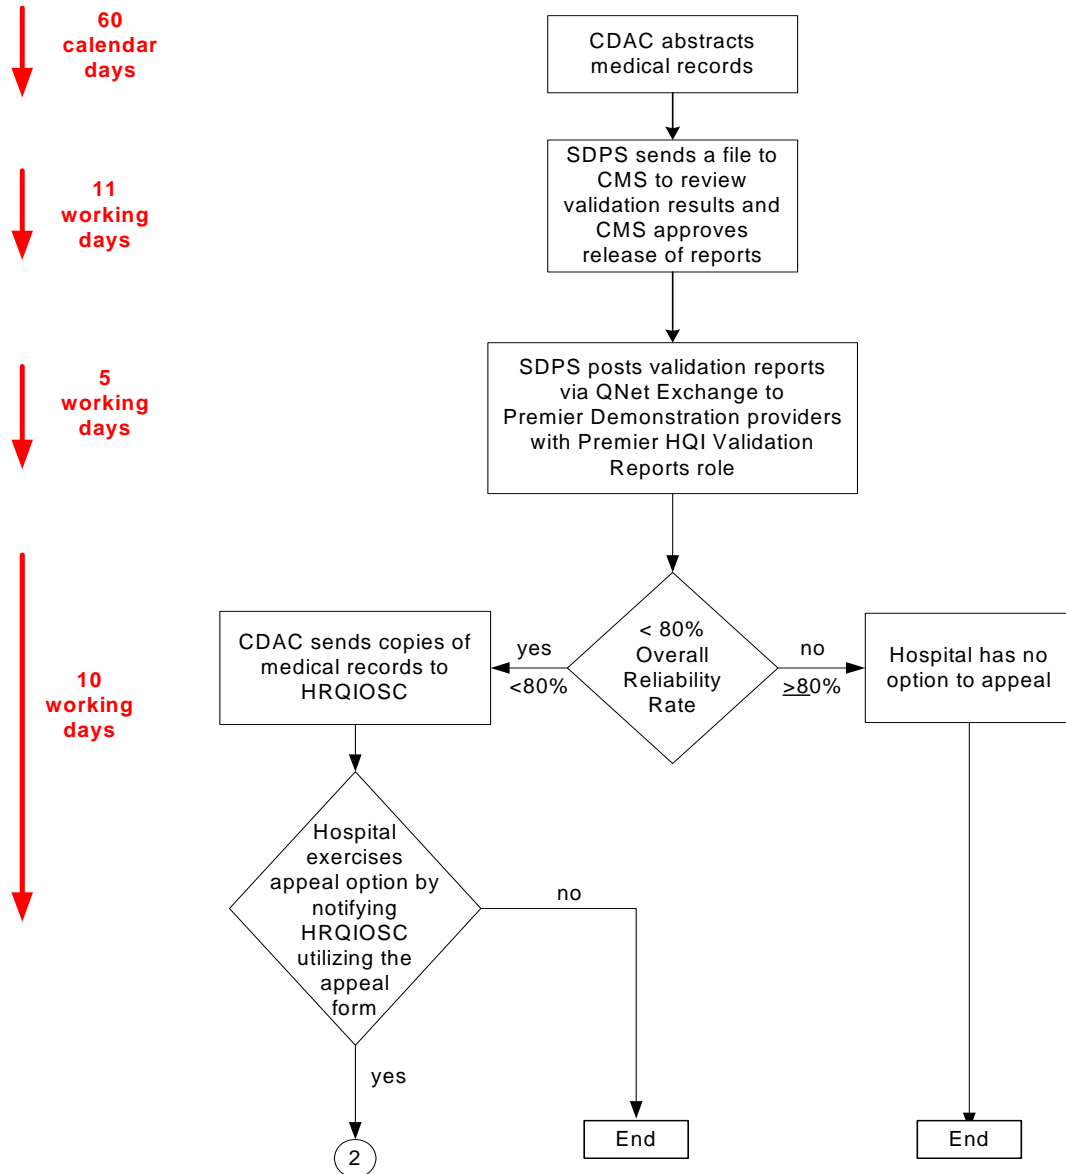 60
calendar
days
CDAC abstracts
medical records
11
working
days
SDPS sends a file to
CMS to review
validation results and
CMS approves
release of reports
5
working
days
SDPS posts validation reports
via QNet Exchange to
Premier Demonstration providers
with Premier HQI Validation
Reports role
10
working
days
CDAC sends copies of
medical records to
HRQIOSC
yes
<80%
< 80%
Overall
Reliability
Rate
no
>80%
Hospital has no
option to appeal
Hospital
exercises
appeal option by
notifying
HRQIOSC
utilizing the
appeal
form
no
yes
2
End
End